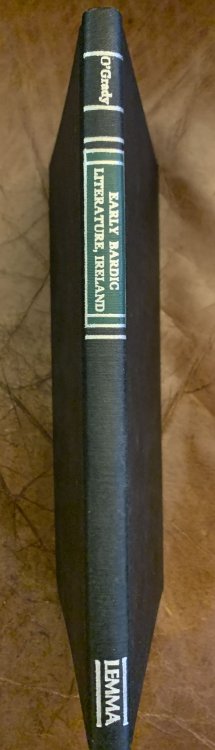 O'Grady
EARLY BARDIC
LITERATURE, IRELAND
LEMMA